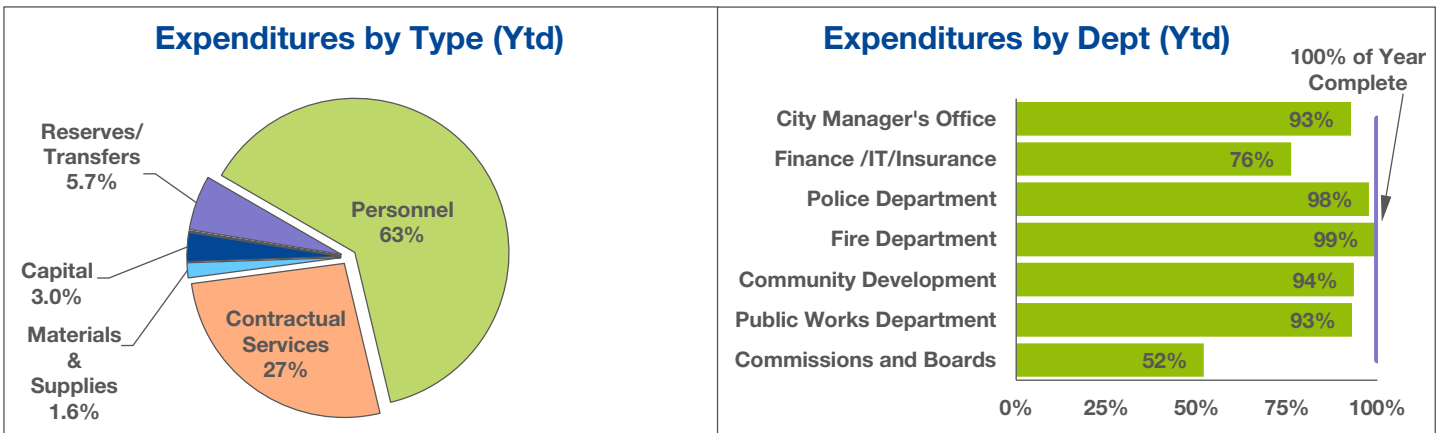 Expenditures by Type (Ytd)
Reserves/
Transfers
5.7%
Personnel
63%
Capital
3.0%
Contractual
Services
27%
Materials
&
Supplies
1.6%
Expenditures by Dept (Ytd)
100% of Year
Complete
City Manager's Office
93%
Finance /IT/Insurance
76%
Police Department
98%
Fire Department
99%
Community Development
94%
Public Works Department
93%
Commissions and Boards
52%
0% 25% 50% 75% 100%